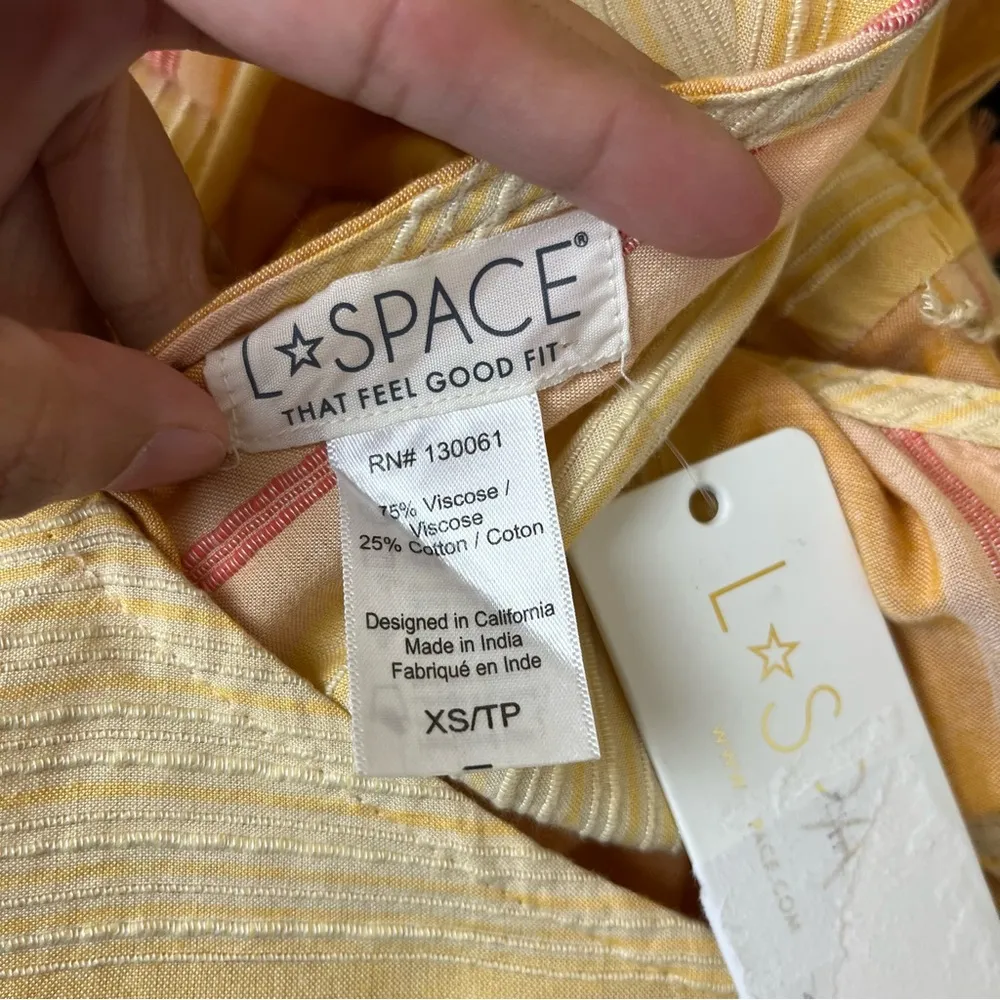 L☆SPACE®
THAT FEEL GOOD FIT
RN# 130061
75% Viscose /
Viscose
25% Cotton / Coton
Designed in California
Made in India
Fabriqué en Inde
XS/TP
L☆S